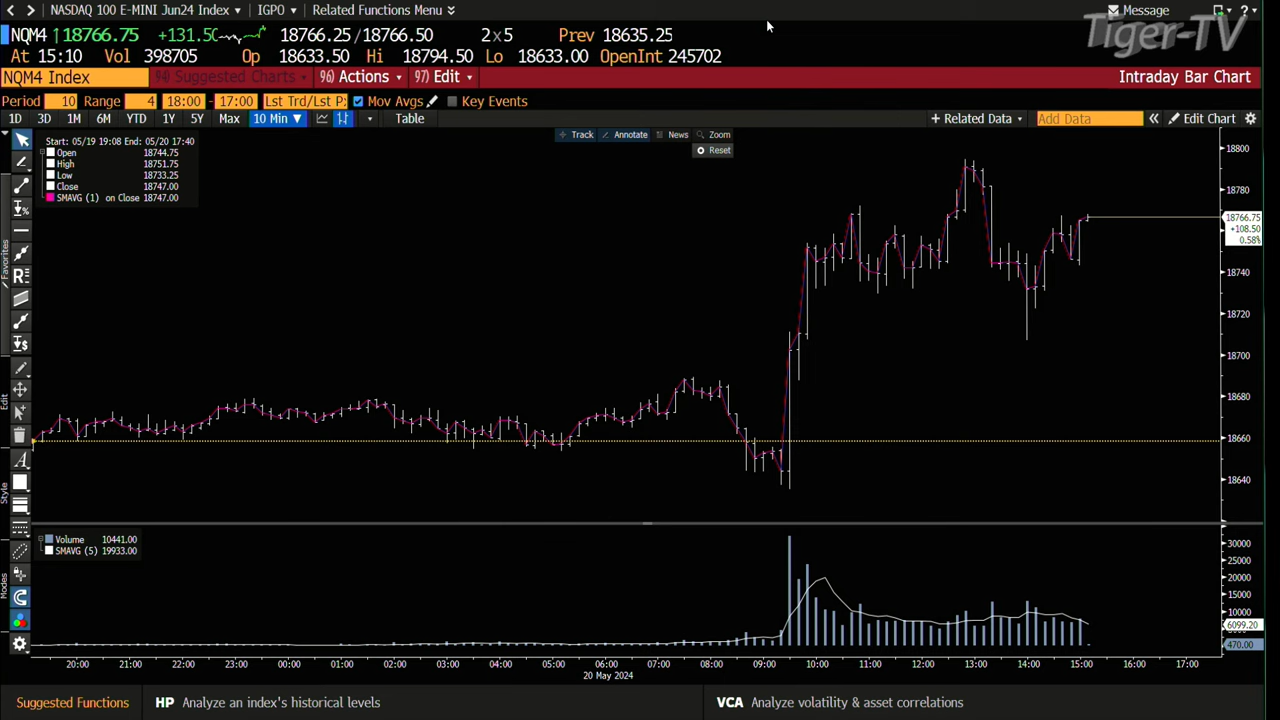 NASDAQ 100 E-MINI Jun24 Index IGPO Related Functions Menu Message ?
Tiger-TV
NQM4 ↑18766.75 +131.50 18766.25/18766.50 2x5 Prev 18635.25
At 15:10 Vol 398705 Op 18633.50 Hi 18794.50 Lo 18633.00 OpenInt 245702
NQM4 Index 94) Suggested Charts 96) Actions 97) Edit Intraday Bar Chart
Period 10 Range 4 18:00 - 17:00 Lst Trd/Lst P: Mov Avgs Key Events
1D 3D 1M 6M YTD 1Y 5Y Max 10 Min ▼ Table + Related Data Add Data « Edit Chart
Track Annotate News Zoom
Reset
Start: 05/19 19:08 End: 05/20 17:40
Open 18744.75
High 18751.75
Low 18733.25
Close 18747.00
SMAVG (1) on Close 18747.00
Favorites
Edit
Style
Modes
18800
18780
18766.75
+108.50
0.58%
18740
18720
18700
18680
18660
18640
Volume 10441.00
SMAVG (5) 19933.00
30000
25000
20000
15000
10000
6099.20
470.00
20:00 21:00 22:00 23:00 00:00 01:00 02:00 03:00 04:00 05:00 06:00 07:00 08:00 09:00 10:00 11:00 12:00 13:00 14:00 15:00 16:00 17:00
20 May 2024
Suggested Functions HP Analyze an index's historical levels VCA Analyze volatility & asset correlations